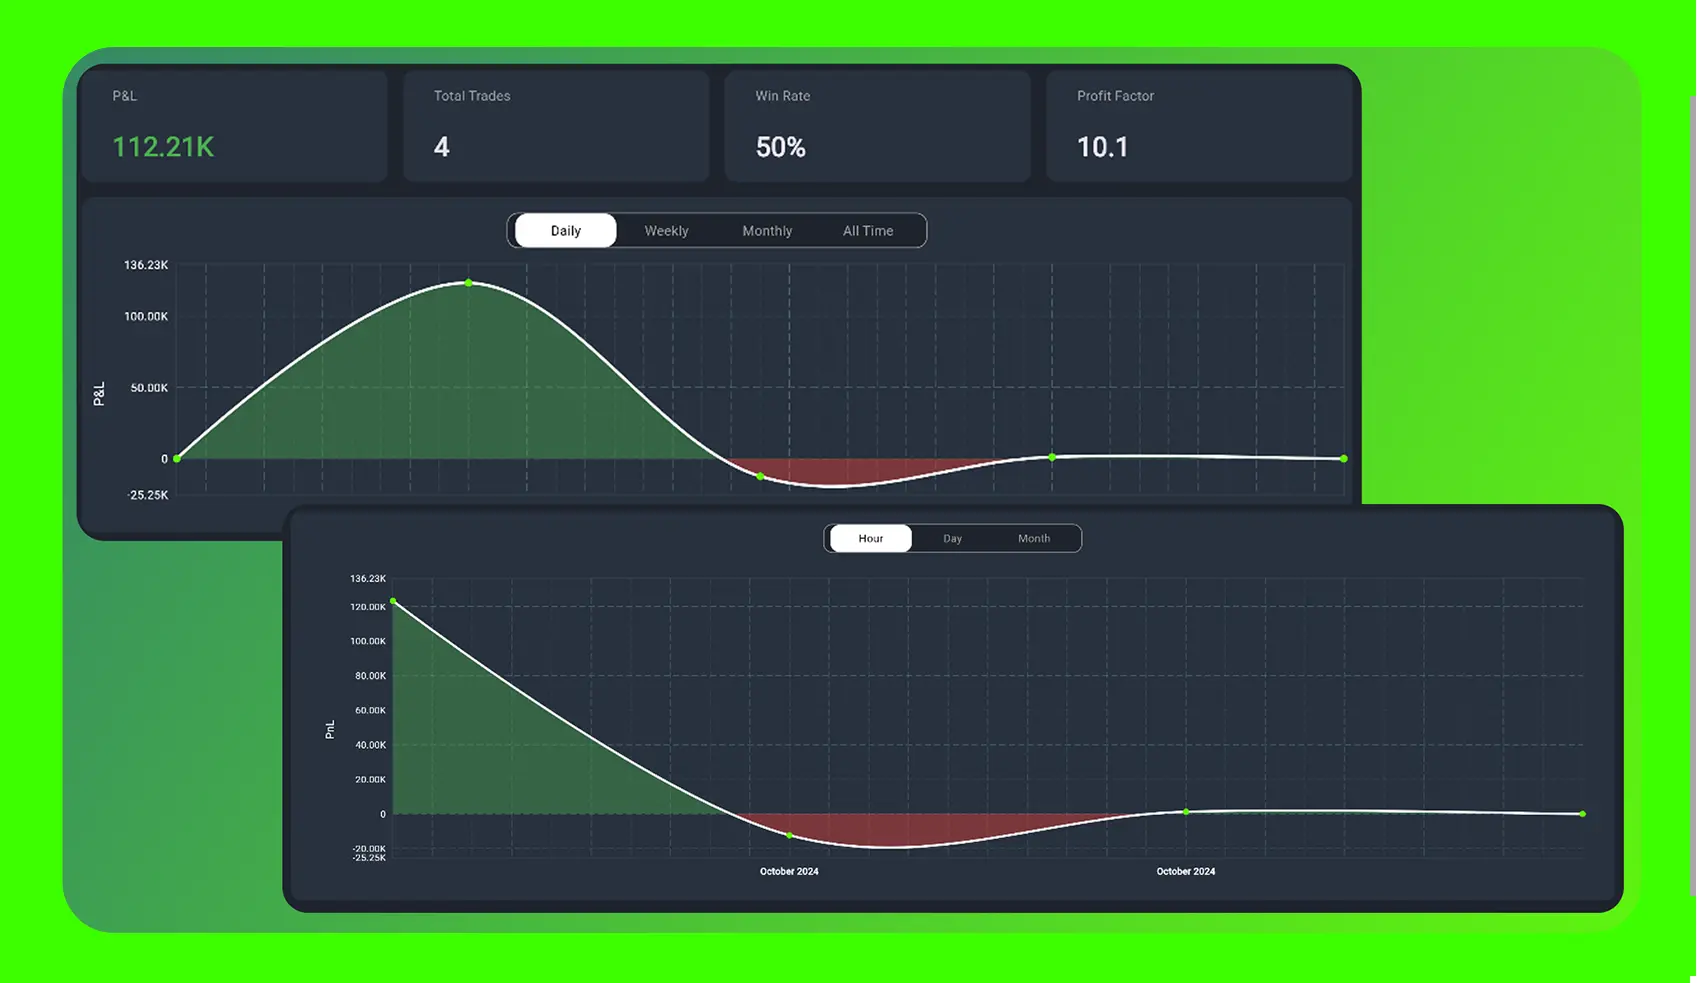 P&L
Total Trades
Win Rate
Profit Factor
112.21K
4
50%
10.1
Daily
Weekly
Monthly
All Time
136.23K
100.00K
50.00K
0
-25.25K
P&L
Hour
Day
Month
136.23K
120.00K
100.00K
80.00K
60.00K
40.00K
20.00K
0
-20.00K
-25.25K
PnL
October 2024
October 2024